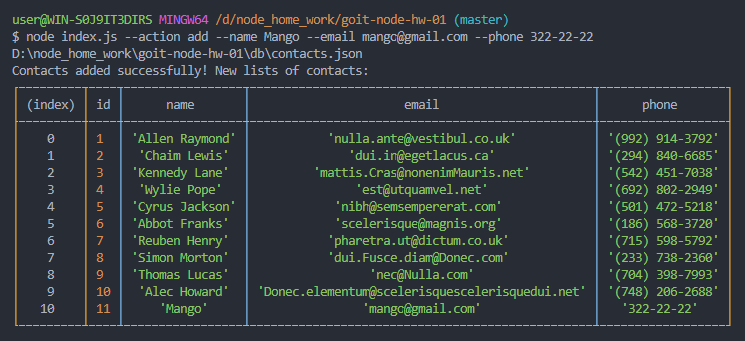 user@WIN-S0J9IT3DIRS MINGW64 /d/node_home_work/goit-node-hw-01 (master)
$ node index.js --action add --name Mango --email mango@gmail.com --phone 322-22-22
D:\node_home_work\goit-node-hw-01\db\contacts.json
Contacts added successfully! New lists of contacts:
(index) id name email phone
0 1 'Allen Raymond' 'nulla.ante@vestibul.co.uk' '(992) 914-3792'
1 2 'Chaim Lewis' 'dui.in@egetlacus.ca' '(294) 840-6685'
2 3 'Kennedy Lane' 'mattis.Cras@nonenimMauris.net' '(542) 451-7038'
3 4 'Wylie Pope' 'est@utquamvel.net' '(692) 802-2949'
4 5 'Cyrus Jackson' 'nibh@semsempererat.com' '(501) 472-5218'
5 6 'Abbot Franks' 'scelerisque@magnis.org' '(186) 568-3720'
6 7 'Reuben Henry' 'pharetra.ut@dictum.co.uk' '(715) 598-5792'
7 8 'Simon Morton' 'dui.Fusce.diam@Donec.com' '(233) 738-2360'
8 9 'Thomas Lucas' 'nec@Nulla.com' '(704) 398-7993'
9 10 'Alec Howard' 'Donec.elementum@scelerisquescelerisquedui.net' '(748) 206-2688'
10 11 'Mango' 'mango@gmail.com' '322-22-22'